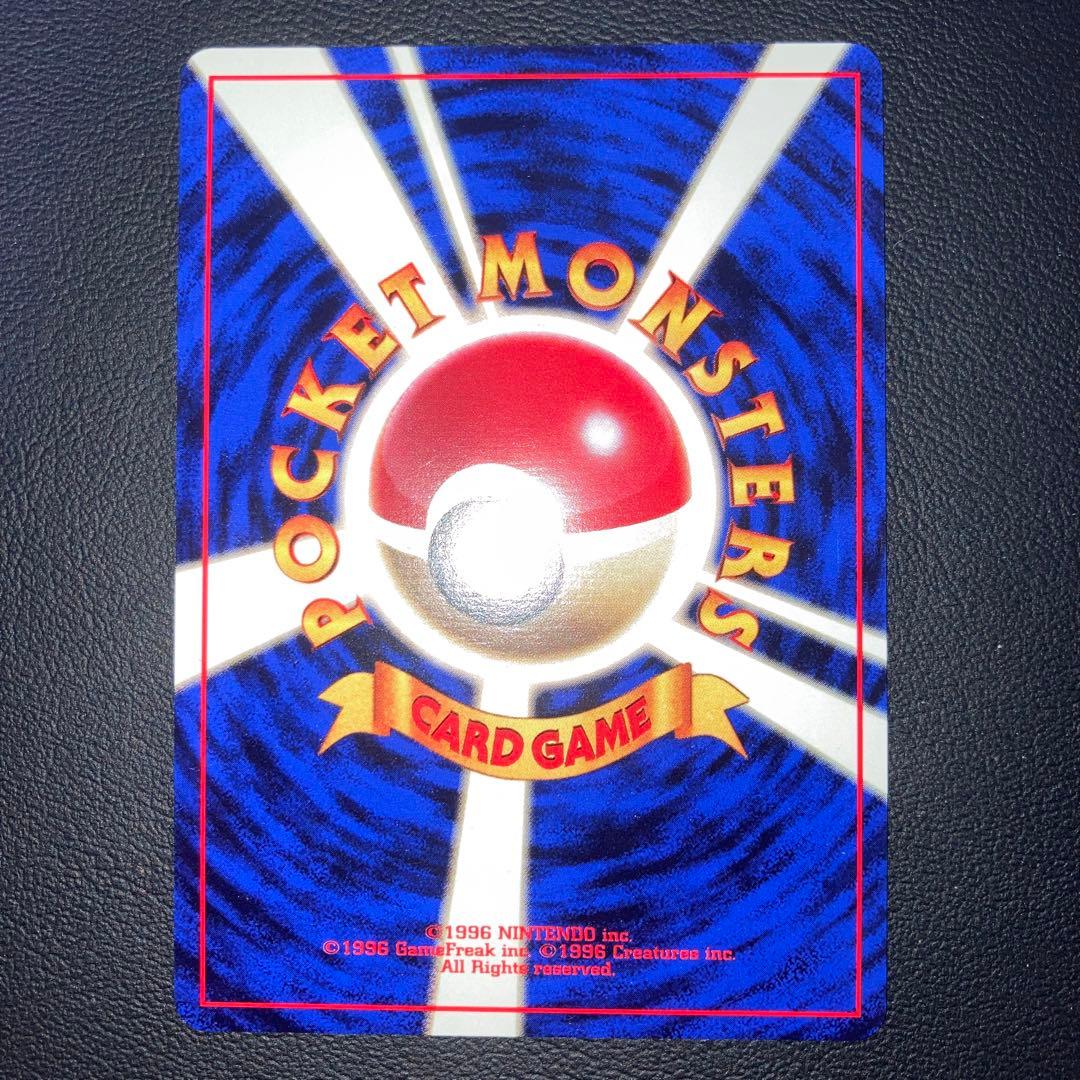 POCKET MONSTERS
CARD GAME
©1996 NINTENDO inc.
©1996 GameFreak inc. ©1996 Creatures inc.
All Rights reserved.